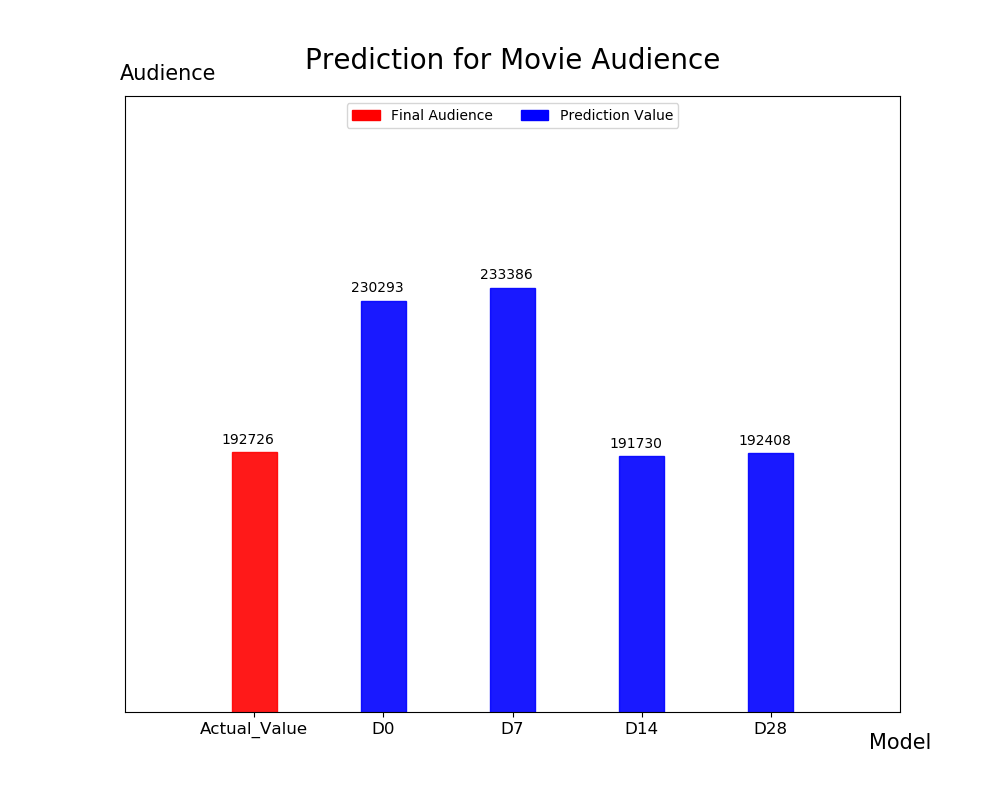 Prediction for Movie Audience
Audience
Final Audience
Prediction Value
233386
230293
192726
191730
192408
Actual_Value
D0
D7
D14
D28
Model